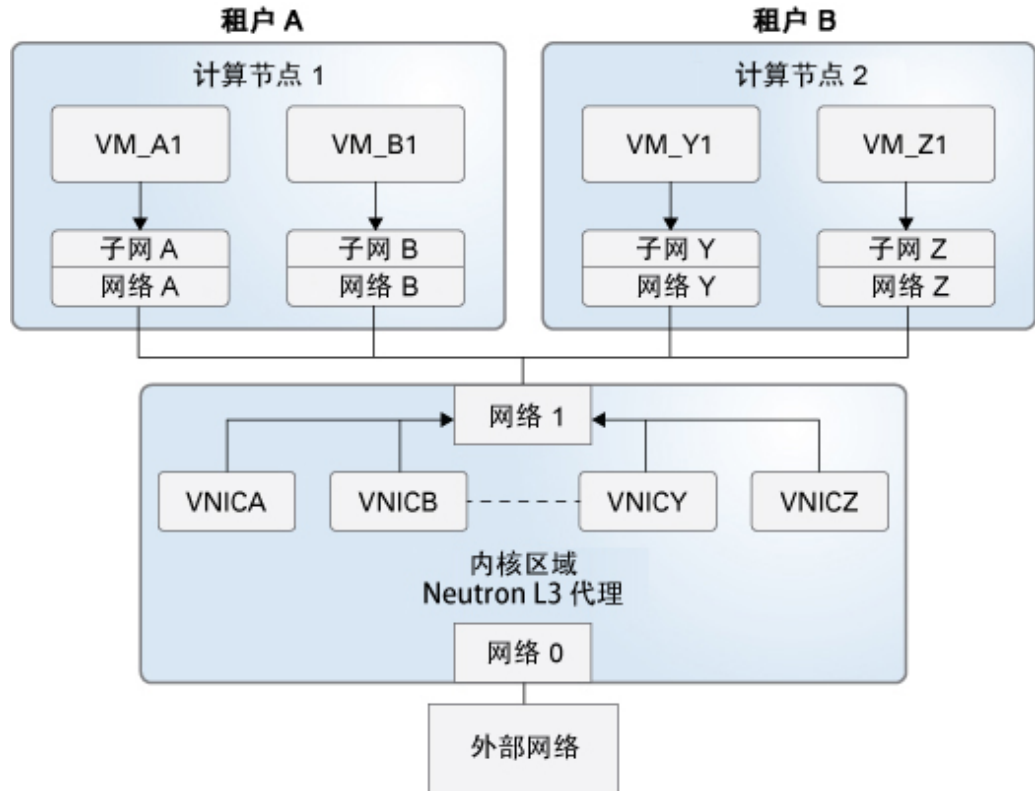 租户 A
租户 B
计算节点 1
计算节点 2
VM_A1
VM_B1
VM_Y1
VM_Z1
子网 A
子网 B
子网 Y
子网 Z
网络 A
网络 B
网络 Y
网络 Z
网络 1
VNICA
VNICB
VNICY
VNICZ
内核区域
Neutron L3 代理
网络 0
外部网络